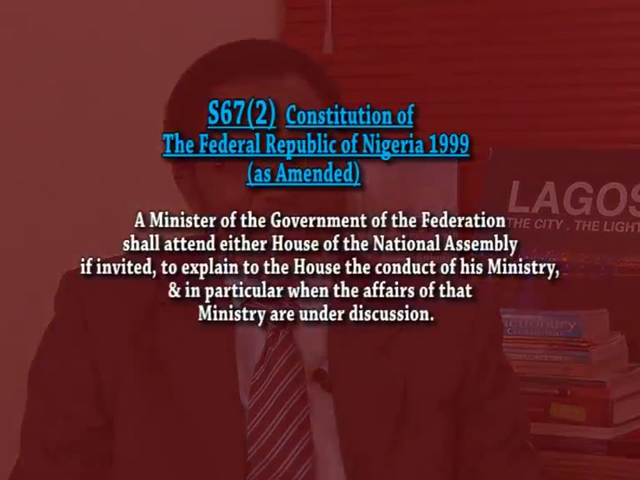 S67(2) Constitution of
The Federal Republic of Nigeria 1999
(as Amended)
A Minister of the Government of the Federation
shall attend either House of the National Assembly
if invited, to explain to the House the conduct of his Ministry,
& in particular when the affairs of that
Ministry are under discussion.
LAGOS
THE CITY . THE LIGHT